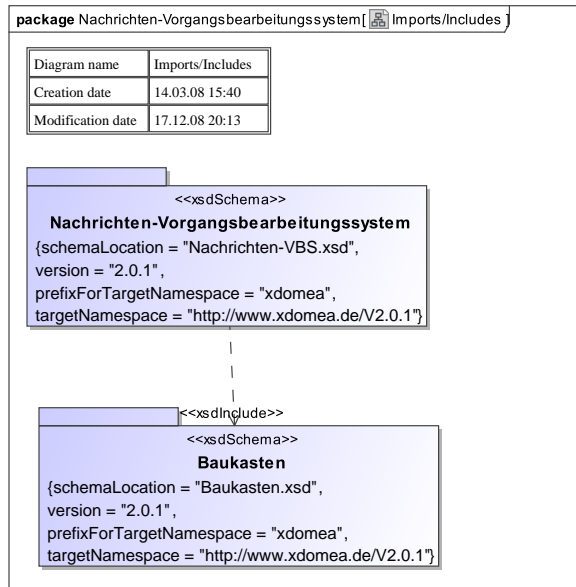 package Nachrichten-Vorgangsbearbeitungssystem[ Imports/Includes ]
Diagram name Imports/Includes
Creation date 14.03.08 15:40
Modification date 17.12.08 20:13
<<xsdSchema>>
Nachrichten-Vorgangsbearbeitungssystem
{schemaLocation = "Nachrichten-VBS.xsd",
version = "2.0.1",
prefixForTargetNamespace = "xdomea",
targetNamespace = "http://www.xdomea.de/V2.0.1"}
<<xsdInclude>>
<<xsdSchema>>
Baukasten
{schemaLocation = "Baukasten.xsd",
version = "2.0.1",
prefixForTargetNamespace = "xdomea",
targetNamespace = "http://www.xdomea.de/V2.0.1"}